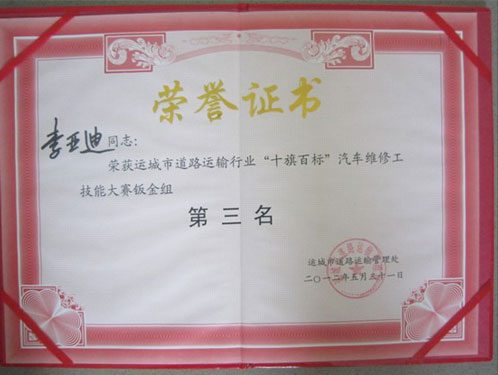 荣誉证书
李亚迪同志：
荣获运城市道路运输行业“十旗百标”汽车维修工
技能大赛钣金组
第三名
运城市道路运输管理处
二〇一二年五月三十一日